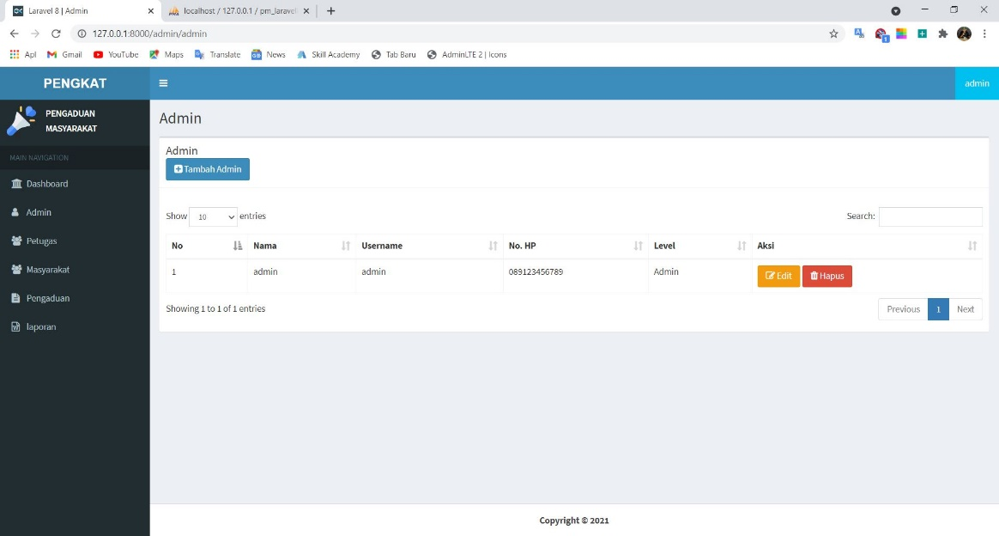 Laravel 8 | Admin
localhost / 127.0.0.1 / pm_laravel
127.0.0.1:8000/admin/admin
Apl Gmail YouTube Maps Translate News Skill Academy Tab Baru AdminLTE 2 | Icons
PENGKAT
admin
PENGADUAN
MASYARAKAT
MAIN NAVIGATION
Dashboard
Admin
Petugas
Masyarakat
Pengaduan
laporan
Admin
Admin
Tambah Admin
Show 10 entries
Search:
No Nama Username No. HP Level Aksi
1 admin admin 089123456789 Admin Edit Hapus
Showing 1 to 1 of 1 entries
Previous 1 Next
Copyright © 2021